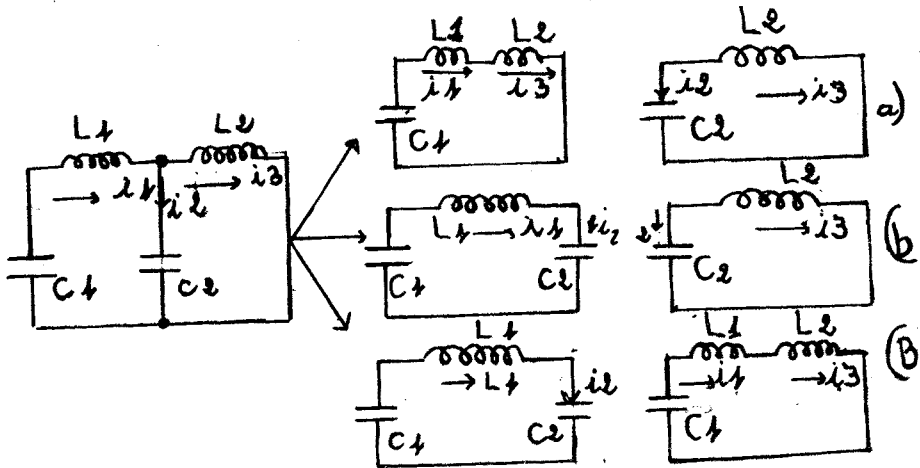 L1 L2
i1 i3
C1
L2
i2
i3
C2
a)
L1 L2
i1 i2 i3
C1 C2
L1 i1 i2
C1 C2
L2
2 i3
C2
(b
L1
L1 i2
C1 C2
L1 L2
i1 i3
C1
(B